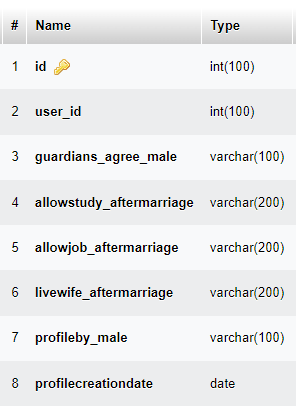 # Name Type
1 id int(100)
2 user_id int(100)
3 guardians_agree_male varchar(100)
4 allowstudy_aftermarriage varchar(200)
5 allowjob_aftermarriage varchar(200)
6 livewife_aftermarriage varchar(200)
7 profileby_male varchar(100)
8 profilecreationdate date